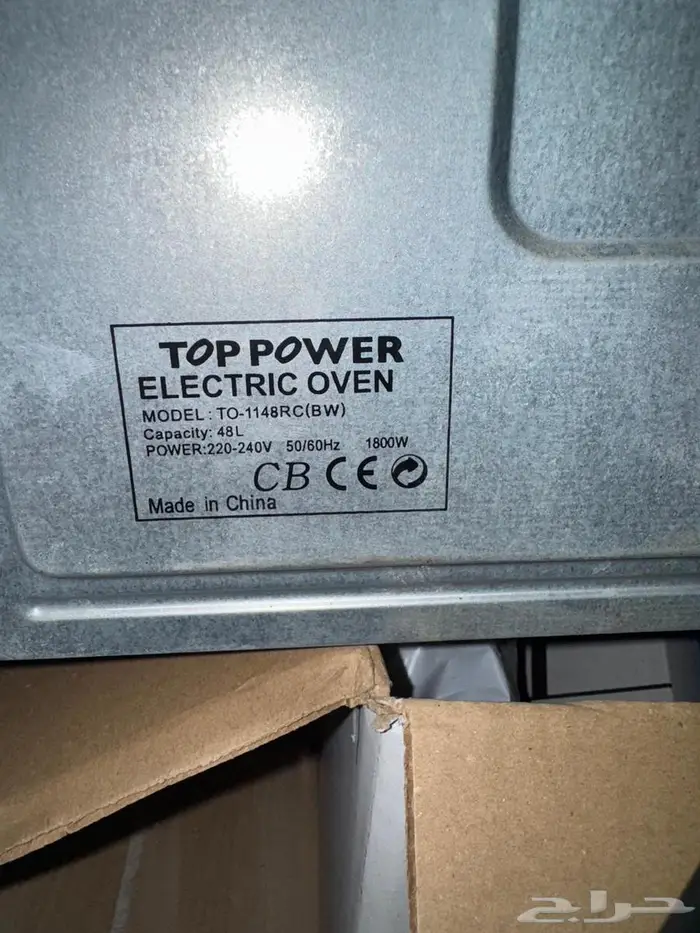 TOP POWER
ELECTRIC OVEN
MODEL: TO-1148RC(BW)
Capacity: 48L
POWER:220-240V 50/60Hz 1800W
CB CE
Made in China
حراج